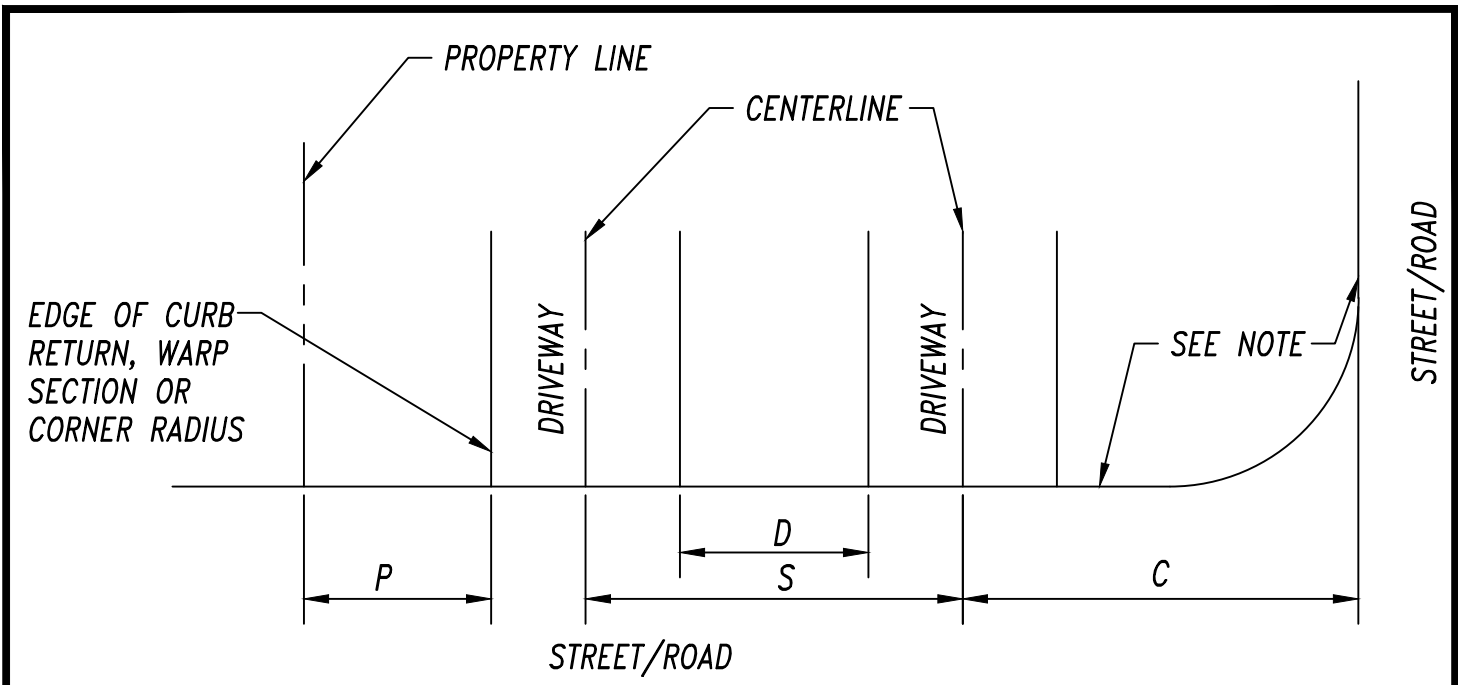 PROPERTY LINE
CENTERLINE
EDGE OF CURB
RETURN, WARP
SECTION OR
CORNER RADIUS
DRIVEWAY
DRIVEWAY
SEE NOTE
STREET/ROAD
D
P
S
C
STREET/ROAD